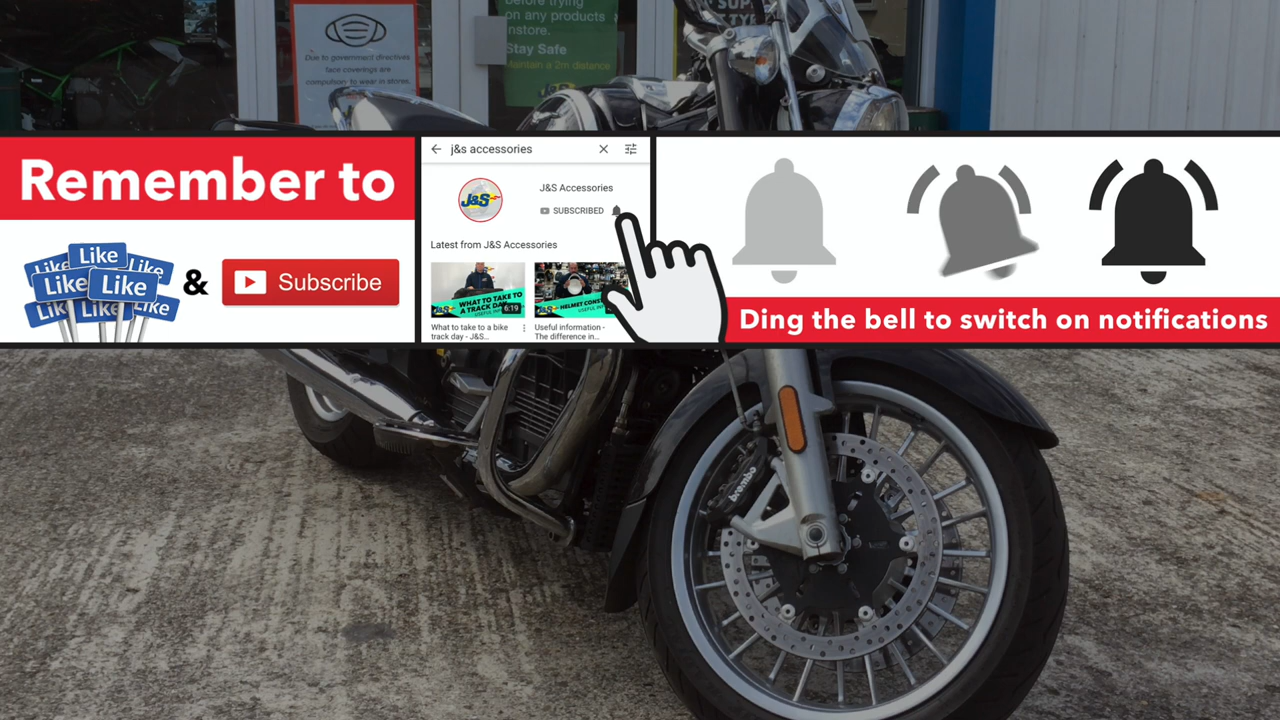 before trying
on any products
instore.
Stay Safe
Maintain a 2m distance
Due to government directives
face coverings are
compulsory to wear in stores.
Remember to
Like
Like
Like
Like
Like
Like
Like
Like
&
Subscribe
j&s accessories
J&S
J&S Accessories
SUBSCRIBED
Latest from J&S Accessories
WHAT TO TAKE TO
A TRACK DAY
USEFUL
6:19
J&S
HELMET
USEFUL
What to take to a bike
track day - J&S...
Useful information -
The difference in...
Ding the bell to switch on notifications
brembo